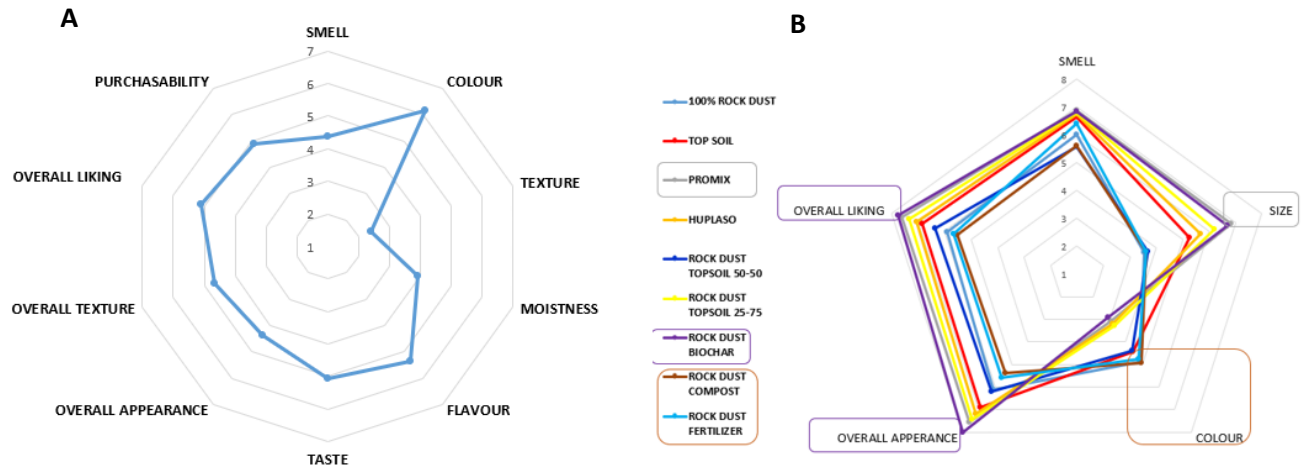 A
SMELL
7
6
5
4
3
2
1
COLOUR
TEXTURE
MOISTNESS
FLAVOUR
TASTE
OVERALL APPEARANCE
OVERALL TEXTURE
OVERALL LIKING
PURCHASABILITY
100% ROCK DUST
TOP SOIL
PROMIX
HUPLASO
ROCK DUST
TOPSOIL 50-50
ROCK DUST
TOPSOIL 25-75
ROCK DUST
BIOCHAR
ROCK DUST
COMPOST
ROCK DUST
FERTILIZER
B
SMELL
8
7
6
5
4
3
2
1
SIZE
COLOUR
OVERALL APPERANCE
OVERALL LIKING